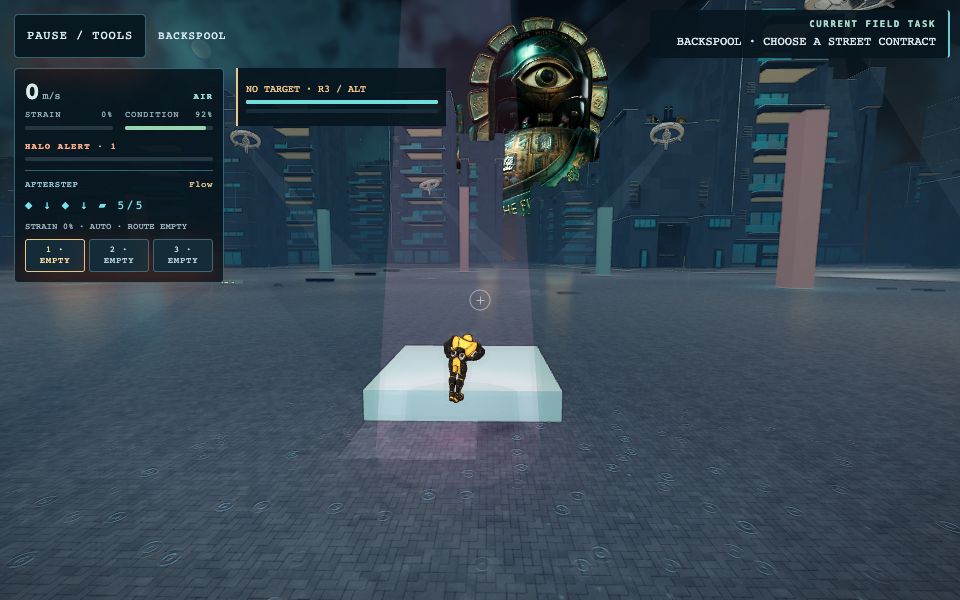 PAUSE / TOOLS
BACKSPOOL
CURRENT FIELD TASK
BACKSPOOL · CHOOSE A STREET CONTRACT
0 m/s
AIR
STRAIN 0%
CONDITION 92%
HALO ALERT · 1
AFTERSTEP
Flow
5/5
STRAIN 0% · AUTO · ROUTE EMPTY
1 · EMPTY
2 · EMPTY
3 · EMPTY
NO TARGET · R3 / ALT